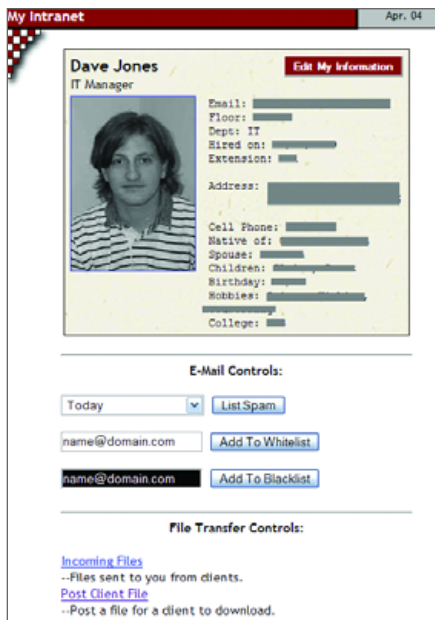 My Intranet
Apr. 04
Dave Jones
Edit My Information
IT Manager
Email:
Floor:
Dept: IT
Hired on:
Extension:
Address:
Cell Phone:
Native of:
Spouse:
Children:
Birthday:
Hobbies:
College:
E-Mail Controls:
Today
List Spam
name@domain.com
Add To Whitelist
name@domain.com
Add To Blacklist
File Transfer Controls:
Incoming Files
--Files sent to you from clients.
Post Client File
--Post a file for a client to download.